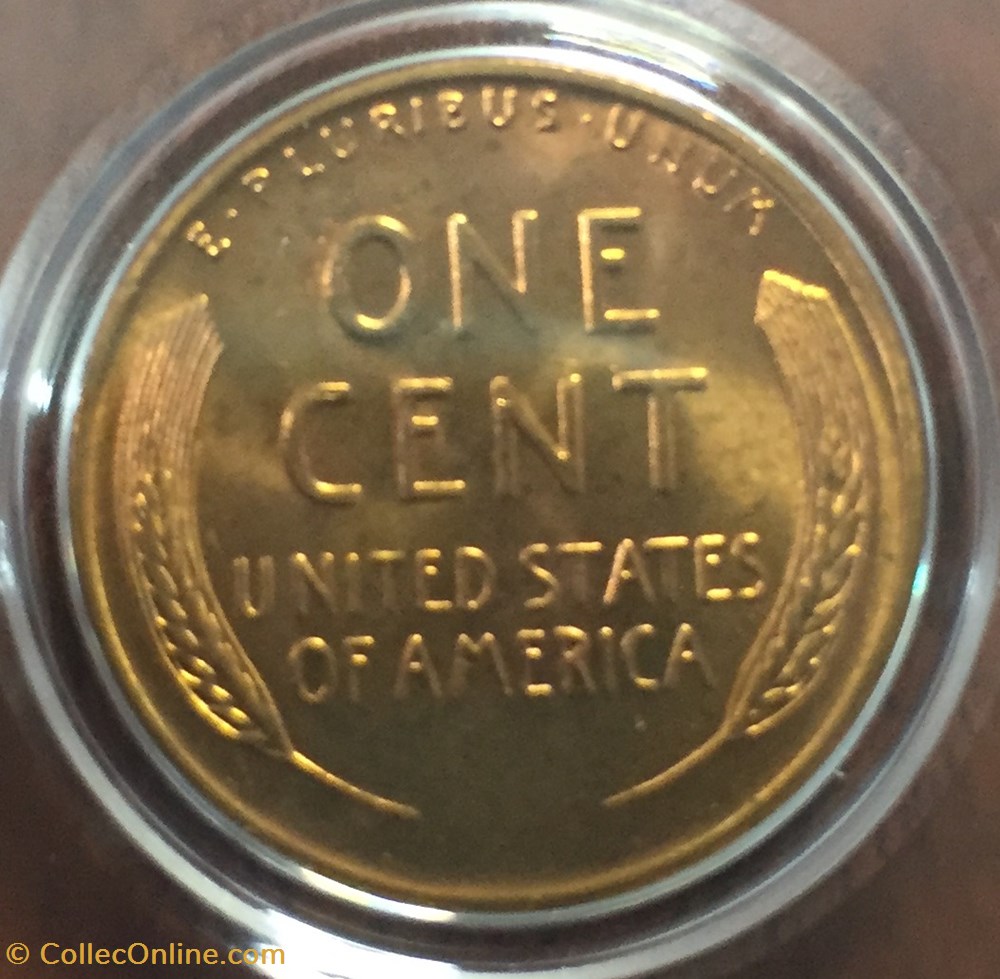 E · PLURIBUS · UNUM
ONE
CENT
UNITED STATES
OF AMERICA
© CollecOnline.com